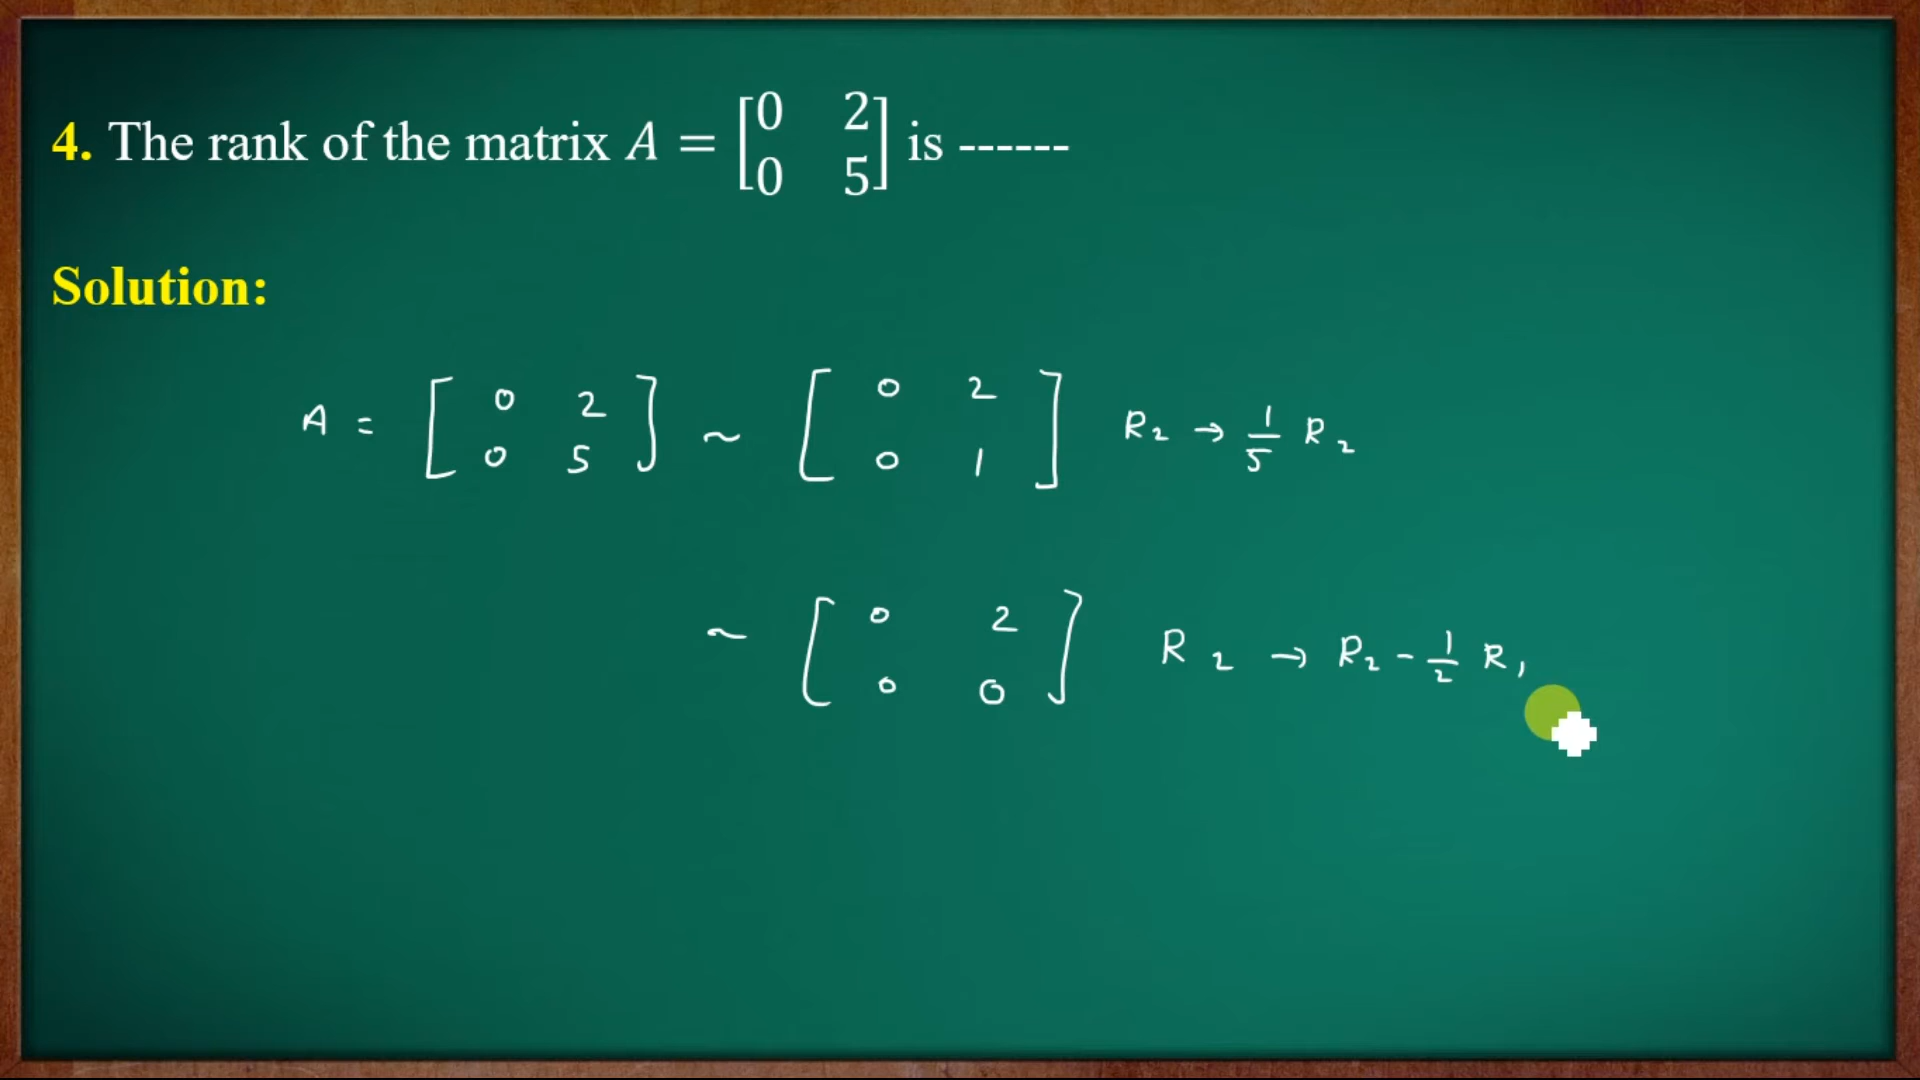 4. The rank of the matrix A = [0 2; 0 5] is ------
Solution:
A = [0 2; 0 5] ~ [0 2; 0 1] R₂ → 1/5 R₂
~ [0 2; 0 0] R₂ → R₂ - 1/2 R₁